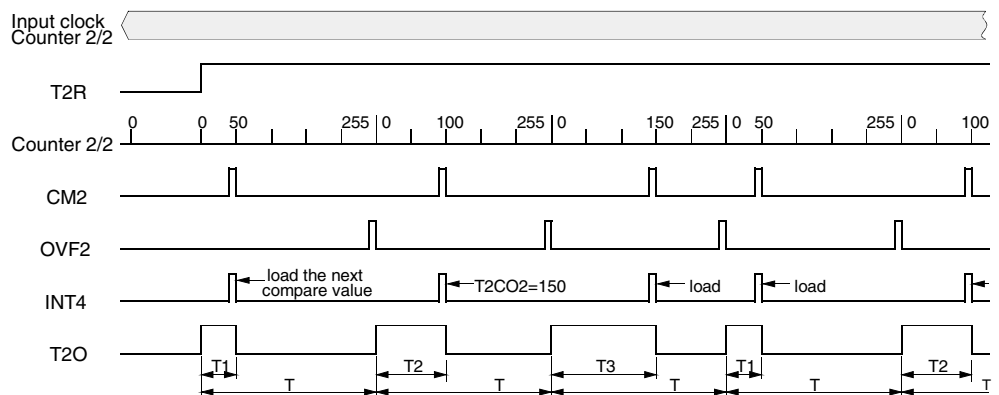 Input clock
Counter 2/2
T2R
0 0 50 255 0 100 255 0 150 255 0 50 255 0 100
Counter 2/2
CM2
OVF2
load the next
compare value
T2CO2=150
load
load
INT4
T2O
T1 T2 T3 T1 T2
T T T T T